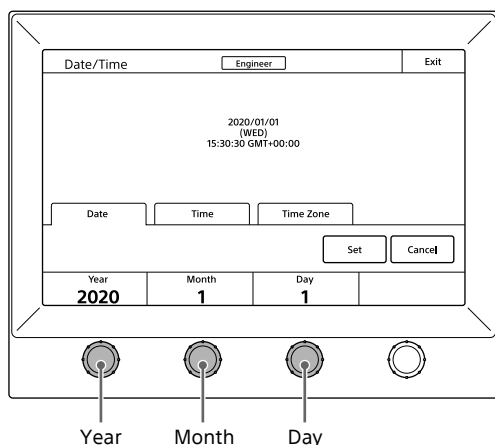 Date/Time Engineer Exit
2020/01/01
(WED)
15:30:30 GMT+00:00
Date Time Time Zone
Set Cancel
Year Month Day
2020 1 1
Year Month Day